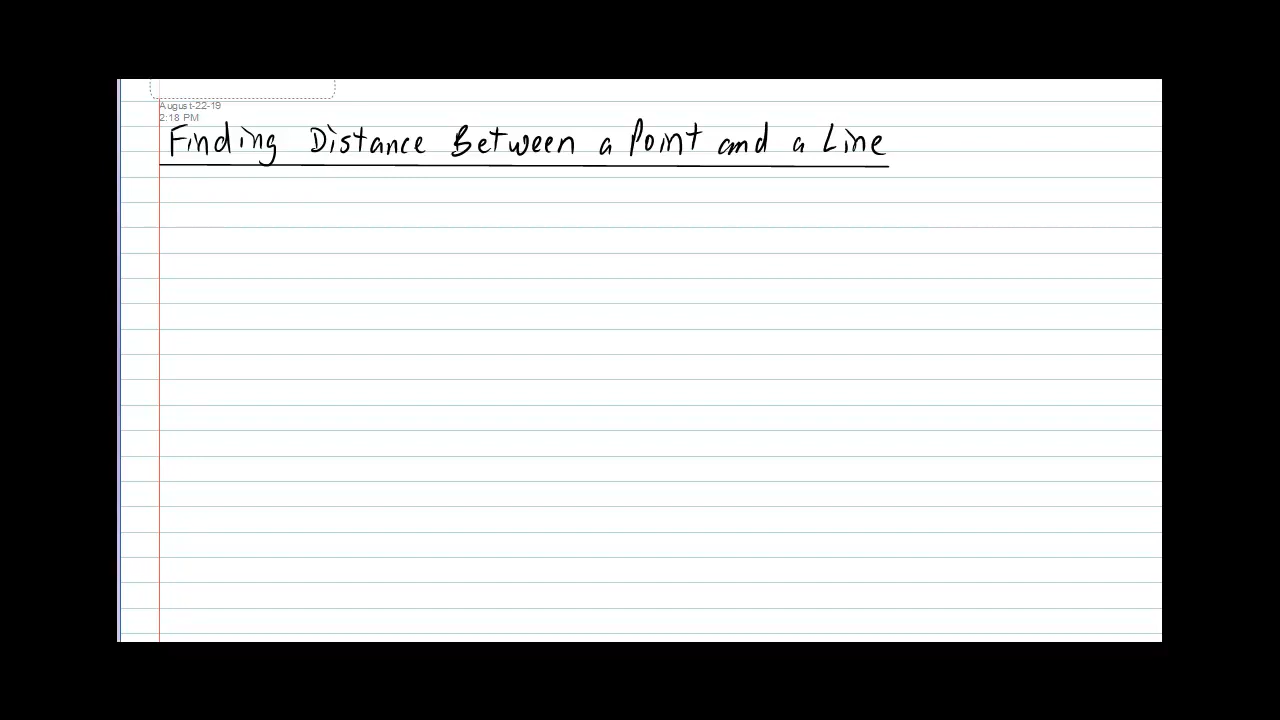 August-22-19
2:18 PM
Finding Distance Between a Point and a Line